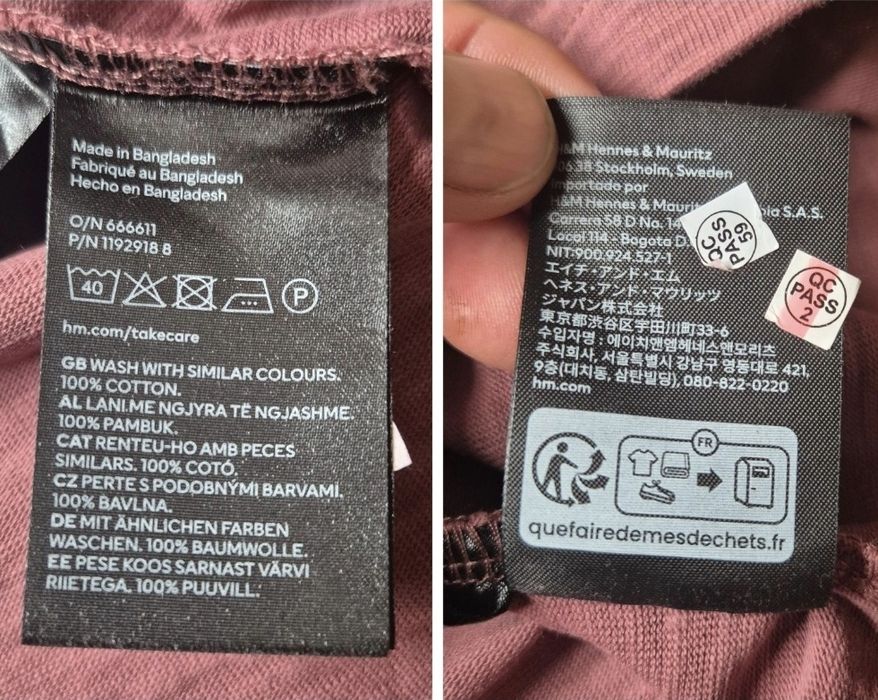 Made in Bangladesh
Fabriqué au Bangladesh
Hecho en Bangladesh
O/N 666611
P/N 1192918 8
40
P
hm.com/takecare
GB WASH WITH SIMILAR COLOURS.
100% COTTON.
AL LANI.ME NGJYRA TË NGJASHME.
100% PAMBUK.
CAT RENTEU-HO AMB PECES
SIMILARS. 100% COTÓ.
CZ PERTE S PODOBNÝMI BARVAMI.
100% BAVLNA.
DE MIT ÄHNLICHEN FARBEN
WASCHEN. 100% BAUMWOLLE.
EE PESE KOOS SARNAST VÄRVI
RIIETEGA. 100% PUUVILL.
H&M Hennes & Mauritz
Stockholm, Sweden
Importado por
H&M Hennes & Mauritz S.A.S.
Carrera 58 D No.
Local 114 - Bogota D
NIT:900.924.527-1
エイチ・アンド・エム
ヘネス・アンド・マウリッツ
ジャパン株式会社
東京都渋谷区宇田川町33-6
수입자명 : 에이치앤엠헤네스앤모리츠
주식회사, 서울특별시 강남구 영동대로 421,
9층(대치동, 삼탄빌딩), 080-822-0220
hm.com
QC
PASS
59
QC
PASS
2
FR
quefairedemesdechets.fr